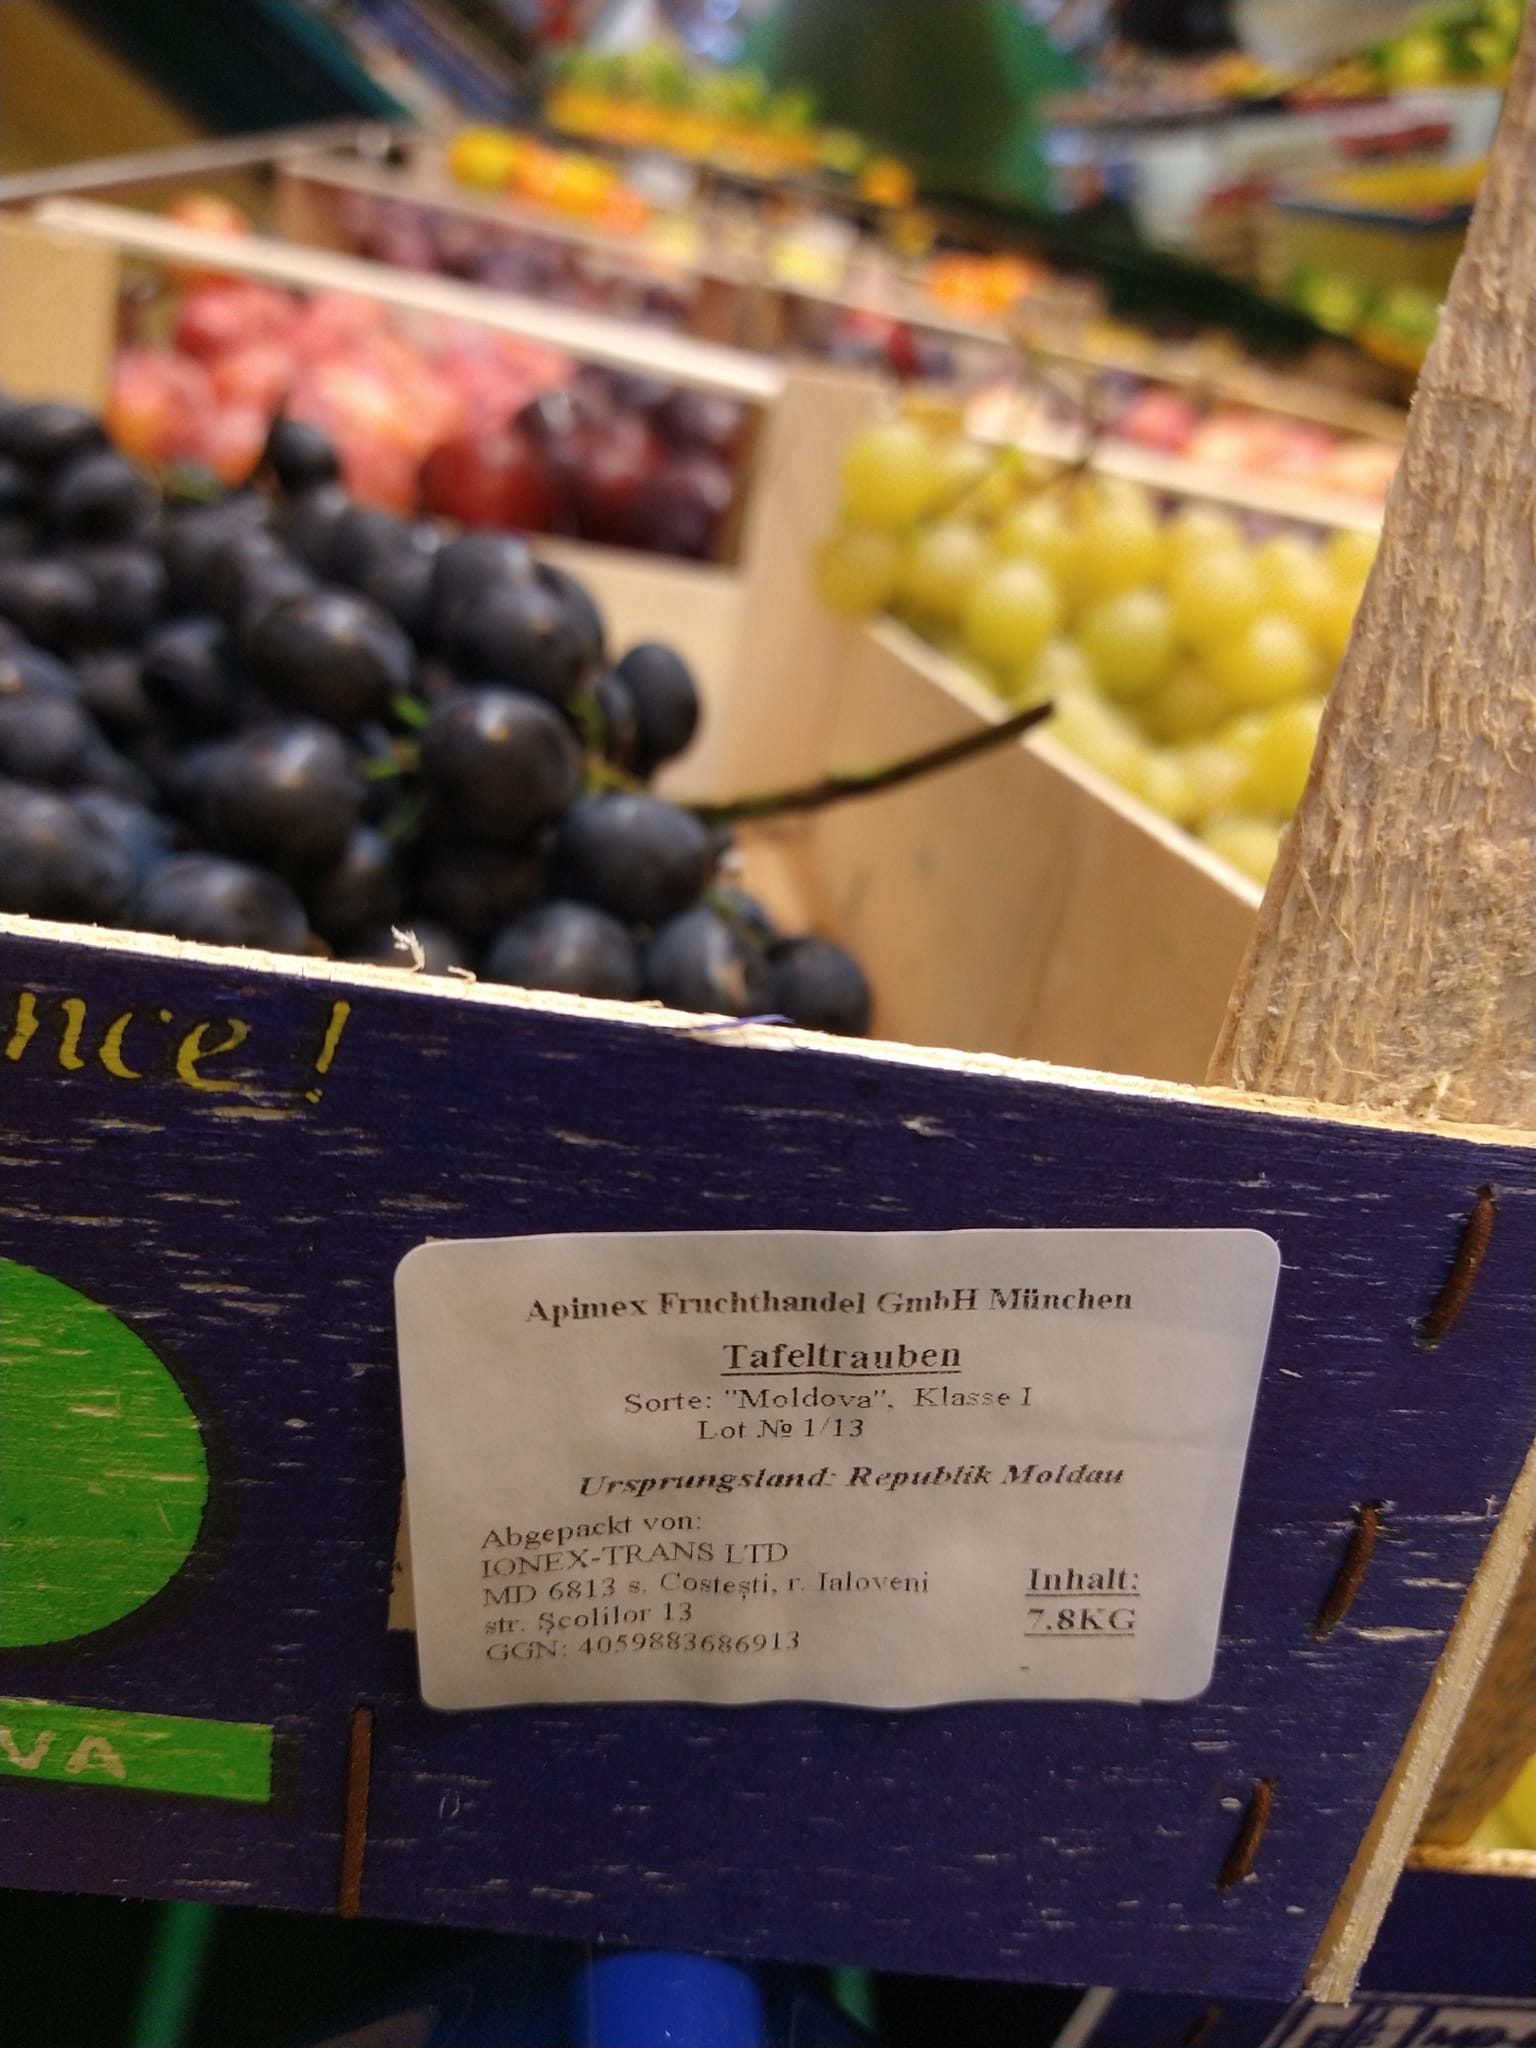 nce!
Apimex Fruchthandel GmbH München
Tafeltrauben
Sorte: "Moldova", Klasse I
Lot № 1/13
Ursprungsland: Republik Moldau
Abgepackt von:
IONEX-TRANS LTD
MD 6813 s. Costești, r. Ialoveni
str. Școlilor 13
GGN: 4059883686913
Inhalt:
7.8KG
VA